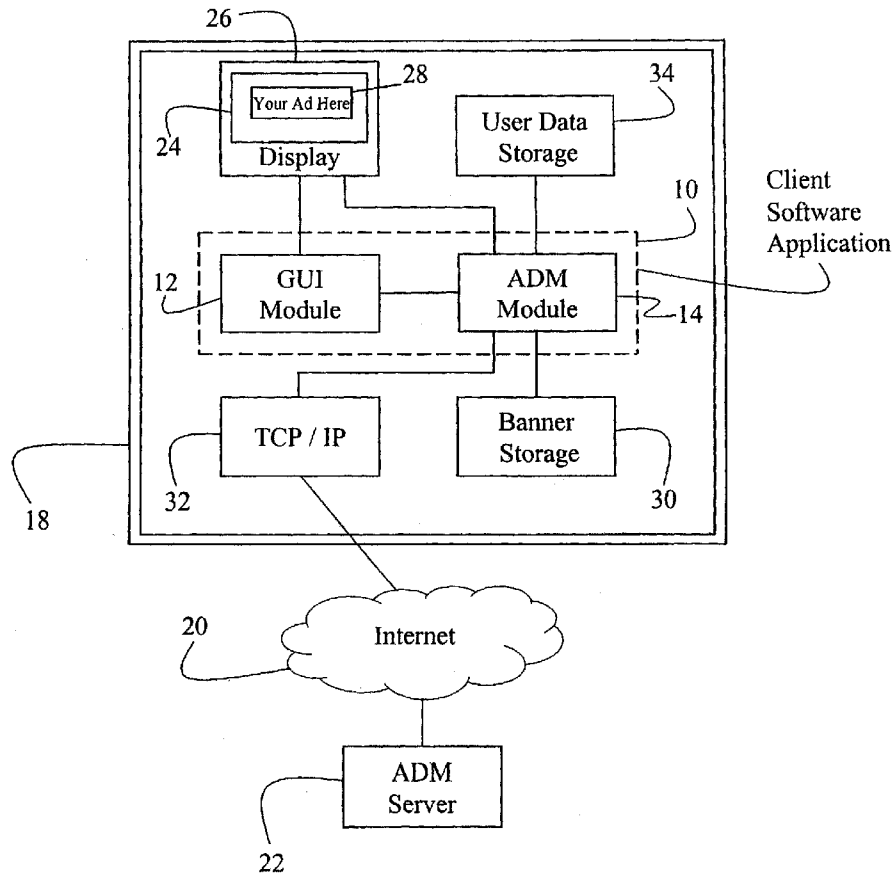 26
28
34
Your Ad Here
24
Display
User Data
Storage
10
Client
Software
Application
12
GUI
Module
ADM
Module
14
TCP / IP
Banner
Storage
32
30
18
20
Internet
ADM
Server
22